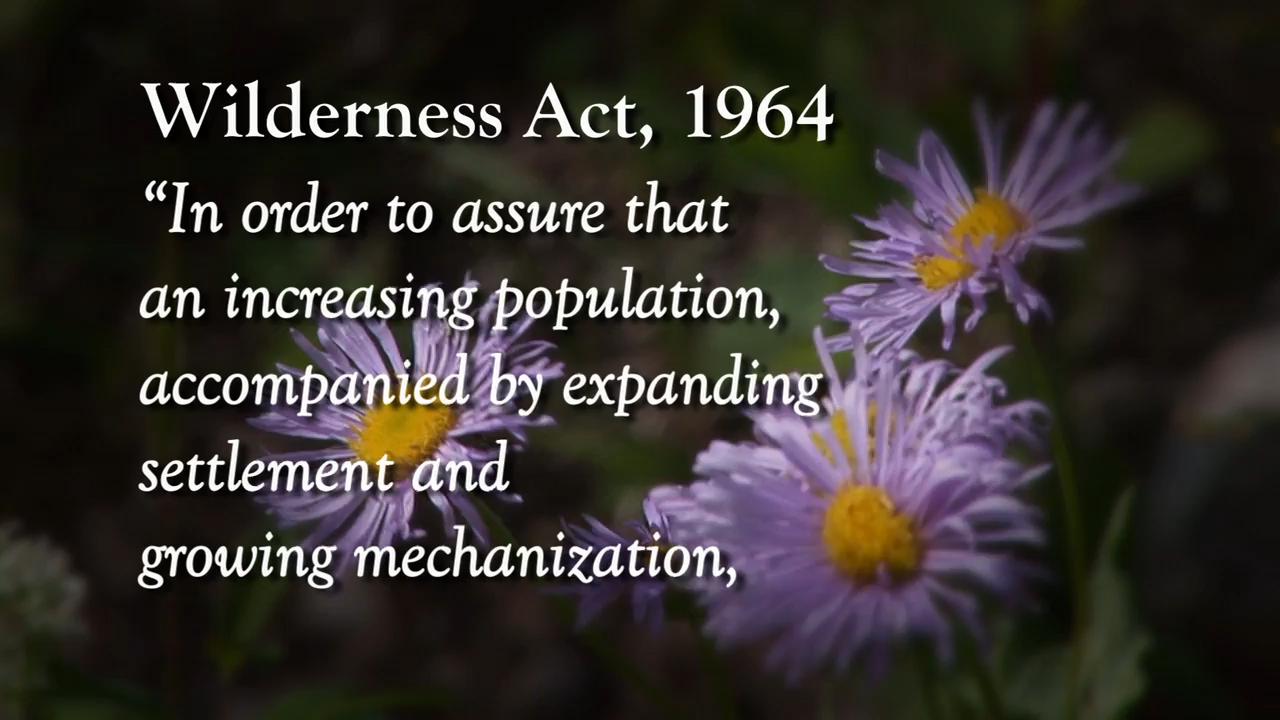 Wilderness Act, 1964
“In order to assure that
an increasing population,
accompanied by expanding
settlement and
growing mechanization,